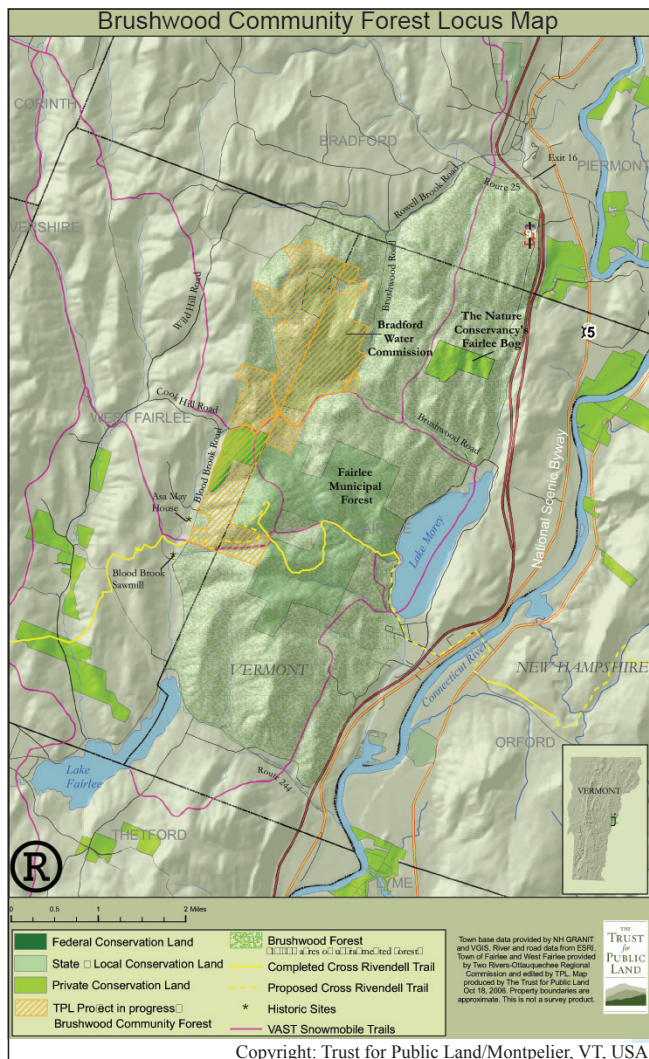 Brushwood Community Forest Locus Map
CORINTH
BRADFORD
Exit 16
PIERMONT
Route 25
Rowell Brook Road
VERSHIRE
Brushwood Road
Wild Hill Road
Bradford
Water
Commission
The Nature
Conservancy's
Fairlee Bog
Cook Hill Road
WEST FAIRLEE
Brushwood Road
Blood Brook Road
Fairlee
Municipal
Forest
National Scenic Byway
Asa May
House
Lake Morey
Blood Brook
Sawmill
VERMONT
Connecticut River
NEW HAMPSHIRE
ORFORD
Lake
Fairlee
Route 244
THETFORD
LYME
VERMONT
R
0 0.5 1 2 Miles
Federal Conservation Land
State Local Conservation Land
Private Conservation Land
TPL Project in progress
Brushwood Community Forest
Brushwood Forest
Completed Cross Rivendell Trail
Proposed Cross Rivendell Trail
* Historic Sites
VAST Snowmobile Trails
Town base data provided by NH GRANIT
and VGIS. River and road data from ESRI.
Town of Fairlee and West Fairlee provided
by Two Rivers-Ottauquechee Regional
Commission and edited by TPL. Map
produced by The Trust for Public Land
Oct 18, 2006. Property boundaries are
approximate. This is not a survey product.
THE
TRUST
for
PUBLIC
LAND
Copyright: Trust for Public Land/Montpelier, VT, USA